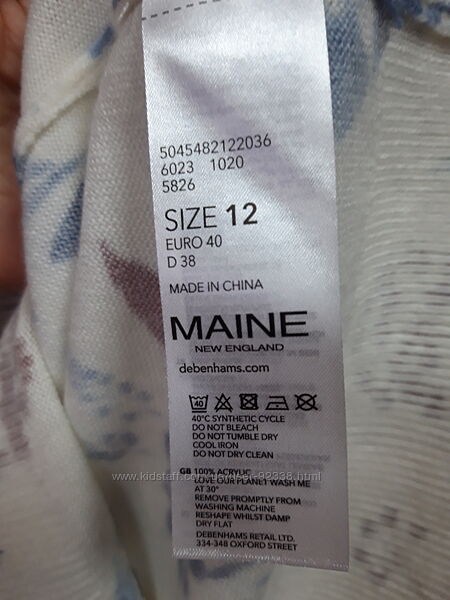 5045482122036
6023 1020
5826
SIZE 12
EURO 40
D 38
MADE IN CHINA
MAINE
NEW ENGLAND
debenhams.com
40
40°C SYNTHETIC CYCLE
DO NOT BLEACH
DO NOT TUMBLE DRY
COOL IRON
DO NOT DRY CLEAN
GB 100% ACRYLIC
LOVE OUR PLANET WASH ME
AT 30°
REMOVE PROMPTLY FROM
WASHING MACHINE
RESHAPE WHILST DAMP
DRY FLAT
DEBENHAMS RETAIL LTD.
334-348 OXFORD STREET